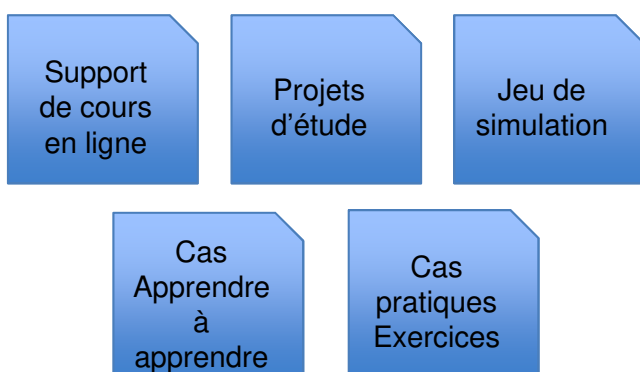 Support
de cours
en ligne
Projets
d’étude
Jeu de
simulation
Cas
Apprendre
à
apprendre
Cas
pratiques
Exercices